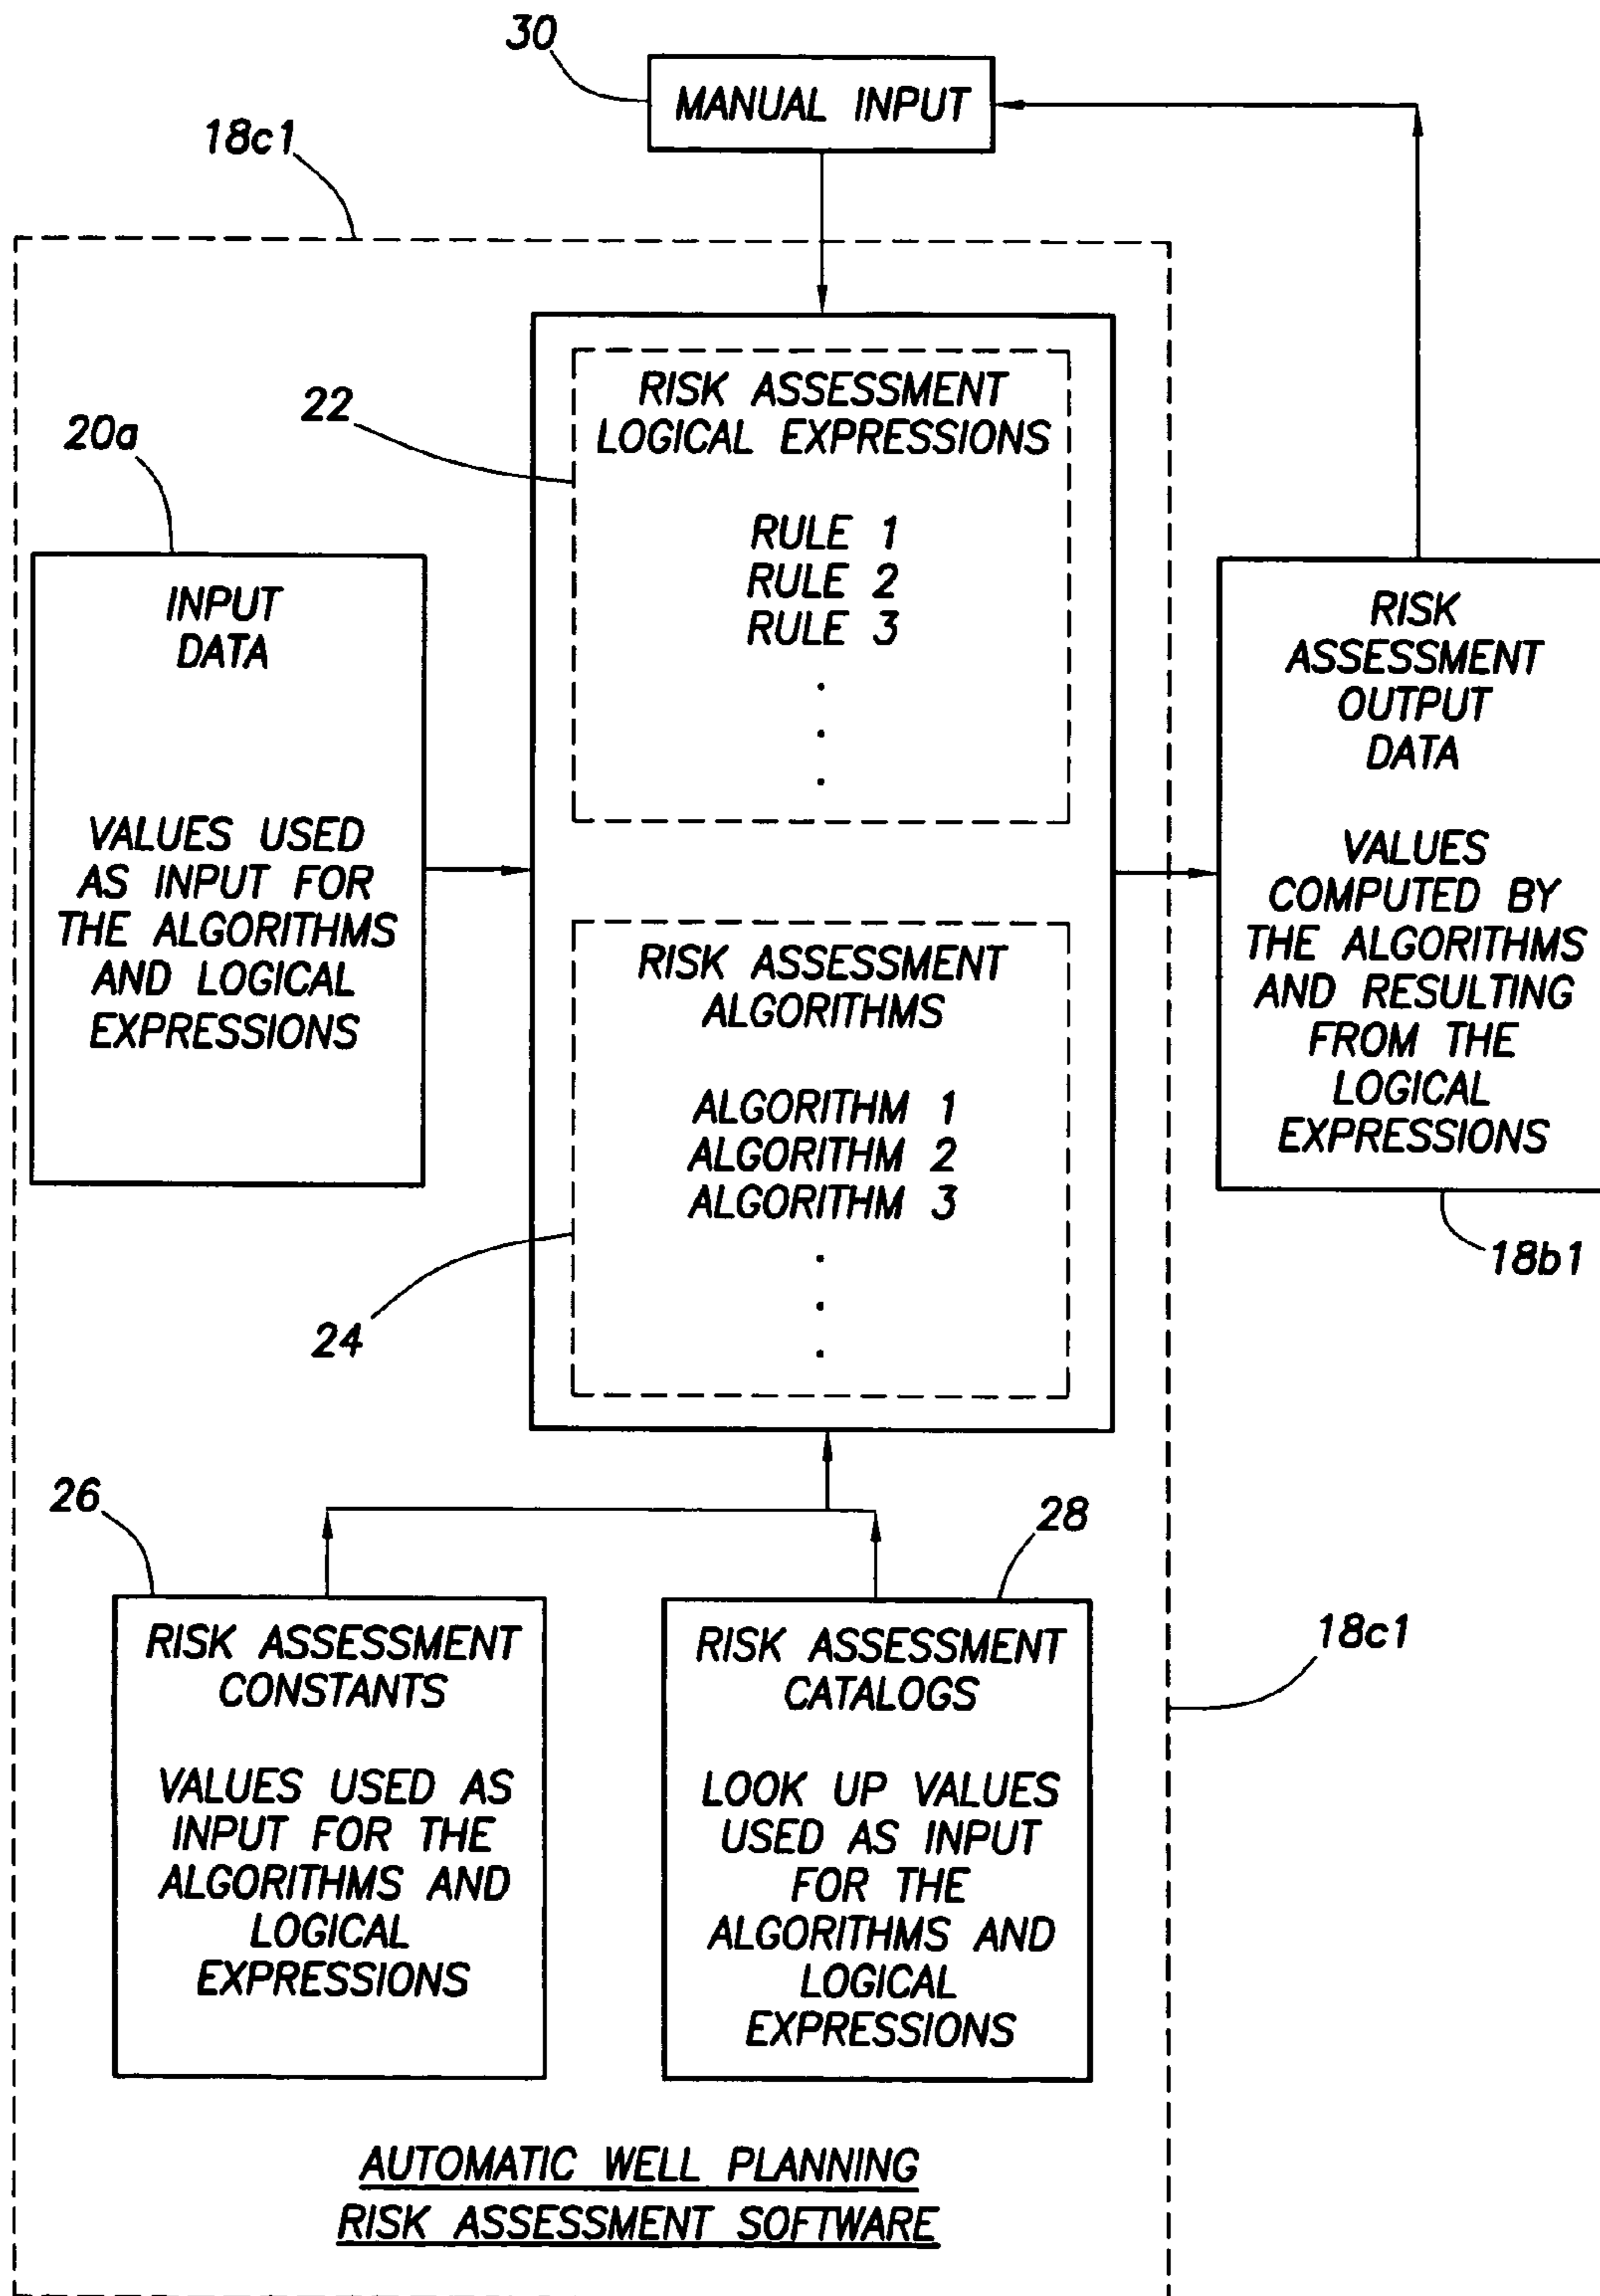 30
MANUAL INPUT
18c1
22
RISK ASSESSMENT
LOGICAL EXPRESSIONS
RULE 1
RULE 2
RULE 3
.
.
.
20a
INPUT
DATA
VALUES USED
AS INPUT FOR
THE ALGORITHMS
AND LOGICAL
EXPRESSIONS
RISK ASSESSMENT
ALGORITHMS
ALGORITHM 1
ALGORITHM 2
ALGORITHM 3
.
.
.
24
RISK
ASSESSMENT
OUTPUT
DATA
VALUES
COMPUTED BY
THE ALGORITHMS
AND RESULTING
FROM THE
LOGICAL
EXPRESSIONS
18b1
26
RISK ASSESSMENT
CONSTANTS
VALUES USED AS
INPUT FOR THE
ALGORITHMS AND
LOGICAL
EXPRESSIONS
28
RISK ASSESSMENT
CATALOGS
LOOK UP VALUES
USED AS INPUT
FOR THE
ALGORITHMS AND
LOGICAL
EXPRESSIONS
18c1
AUTOMATIC WELL PLANNING
RISK ASSESSMENT SOFTWARE